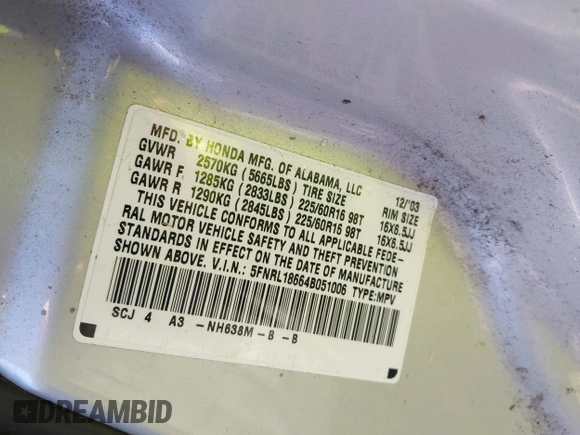 MFD. BY HONDA MFG. OF ALABAMA, LLC 12/'03
GVWR 2570KG (5665LBS) TIRE SIZE RIM SIZE
GAWR F. 1285KG (2833LBS) 225/60R16 98T 16X6.5JJ
GAWR R 1290KG (2845LBS) 225/60R16 98T 16X6.5JJ
THIS VEHICLE CONFORMS TO ALL APPLICABLE FEDE-
RAL MOTOR VEHICLE SAFETY AND THEFT PREVENTION
STANDARDS IN EFFECT ON THE DATE OF MANUFACTURE
SHOWN ABOVE. V.I.N.: 5FNRL18664B051006 TYPE:MPV
SCJ 4 A3 -NH638M-B -B
DREAMBID